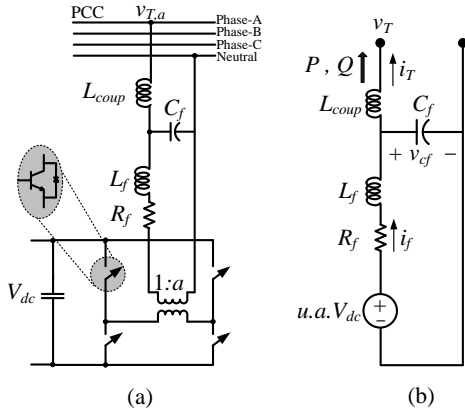 PCC
v_{T,a}
Phase-A
Phase-B
Phase-C
Neutral
L_{coup}
C_f
L_f
R_f
1:a
V_{dc}
(a)
v_T
P , Q
i_T
L_{coup}
C_f
+ v_{cf} −
L_f
R_f
i_f
u.a.V_{dc}
+
−
(b)